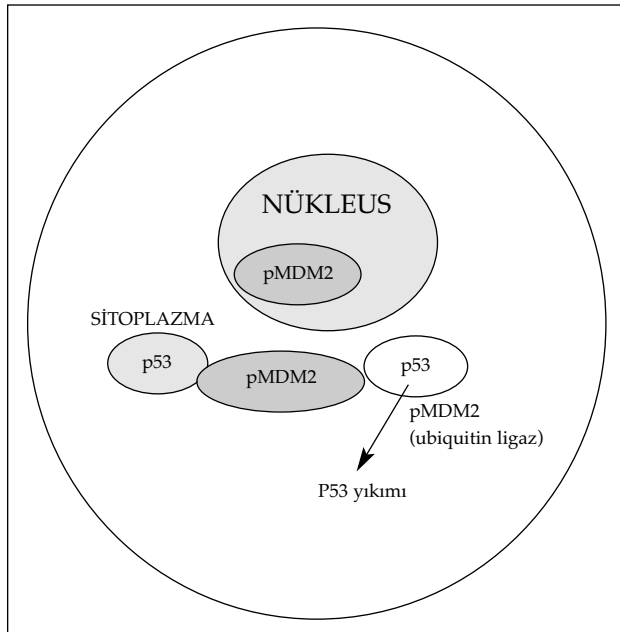 NÜKLEUS
pMDM2
SİTOPLAZMA
p53
pMDM2
p53
pMDM2
(ubiquitin ligaz)
P53 yıkımı